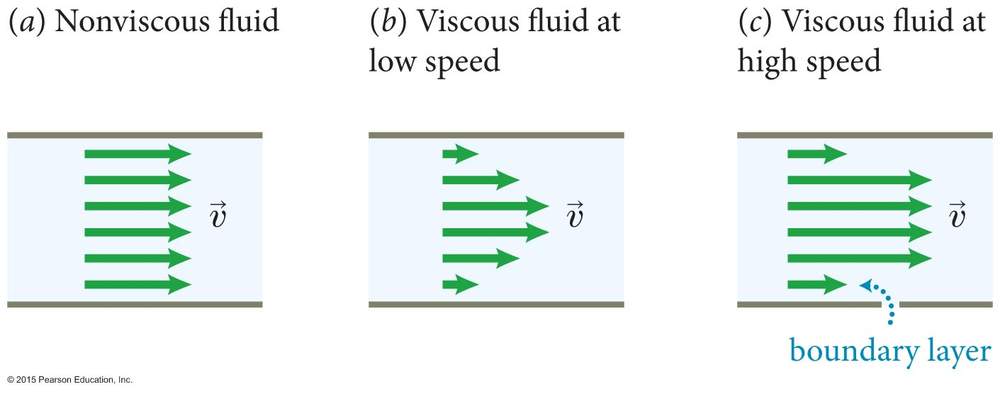 (a) Nonviscous fluid
(b) Viscous fluid at
low speed
(c) Viscous fluid at
high speed
v⃗
v⃗
v⃗
boundary layer
© 2015 Pearson Education, Inc.